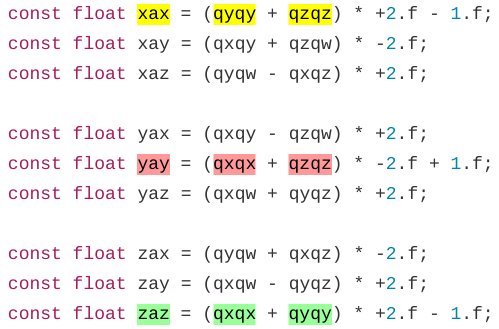 const float xax = (qyqy + qzqz) * +2.f - 1.f;
const float xay = (qxqy + qzqw) * -2.f;
const float xaz = (qyqw - qxqz) * +2.f;
const float yax = (qxqy - qzqw) * +2.f;
const float yay = (qxqx + qzqz) * -2.f + 1.f;
const float yaz = (qxqw + qyqz) * +2.f;
const float zax = (qyqw + qxqz) * -2.f;
const float zay = (qxqw - qyqz) * +2.f;
const float zaz = (qxqx + qyqy) * +2.f - 1.f;